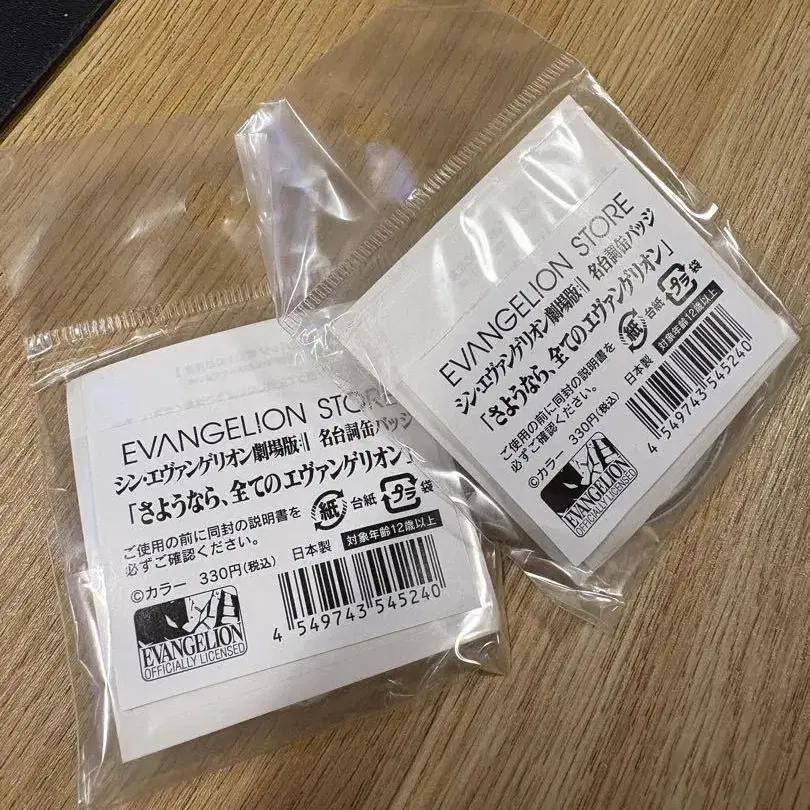 EVANGELION STORE
シン・エヴァンゲリオン劇場版:|| 名台詞缶バッジ
「さようなら、全てのエヴァンゲリオン」
ご使用の前に同封の説明書を
必ずご確認ください。
紙 台紙 プラ 袋
©カラー 330円(税込)
日本製 対象年齢12歳以上
4 549743 545240
EVANGELION
OFFICIALLY LICENSED
EVANGELION STORE
シン・エヴァンゲリオン劇場版:|| 名台詞缶バッジ
「さようなら、全てのエヴァンゲリオン」
ご使用の前に同封の説明書を
必ずご確認ください。
紙 台紙 プラ 袋
©カラー 330円(税込)
日本製 対象年齢12歳以上
4 549743 545240
EVANGELION
OFFICIALLY LICENSED